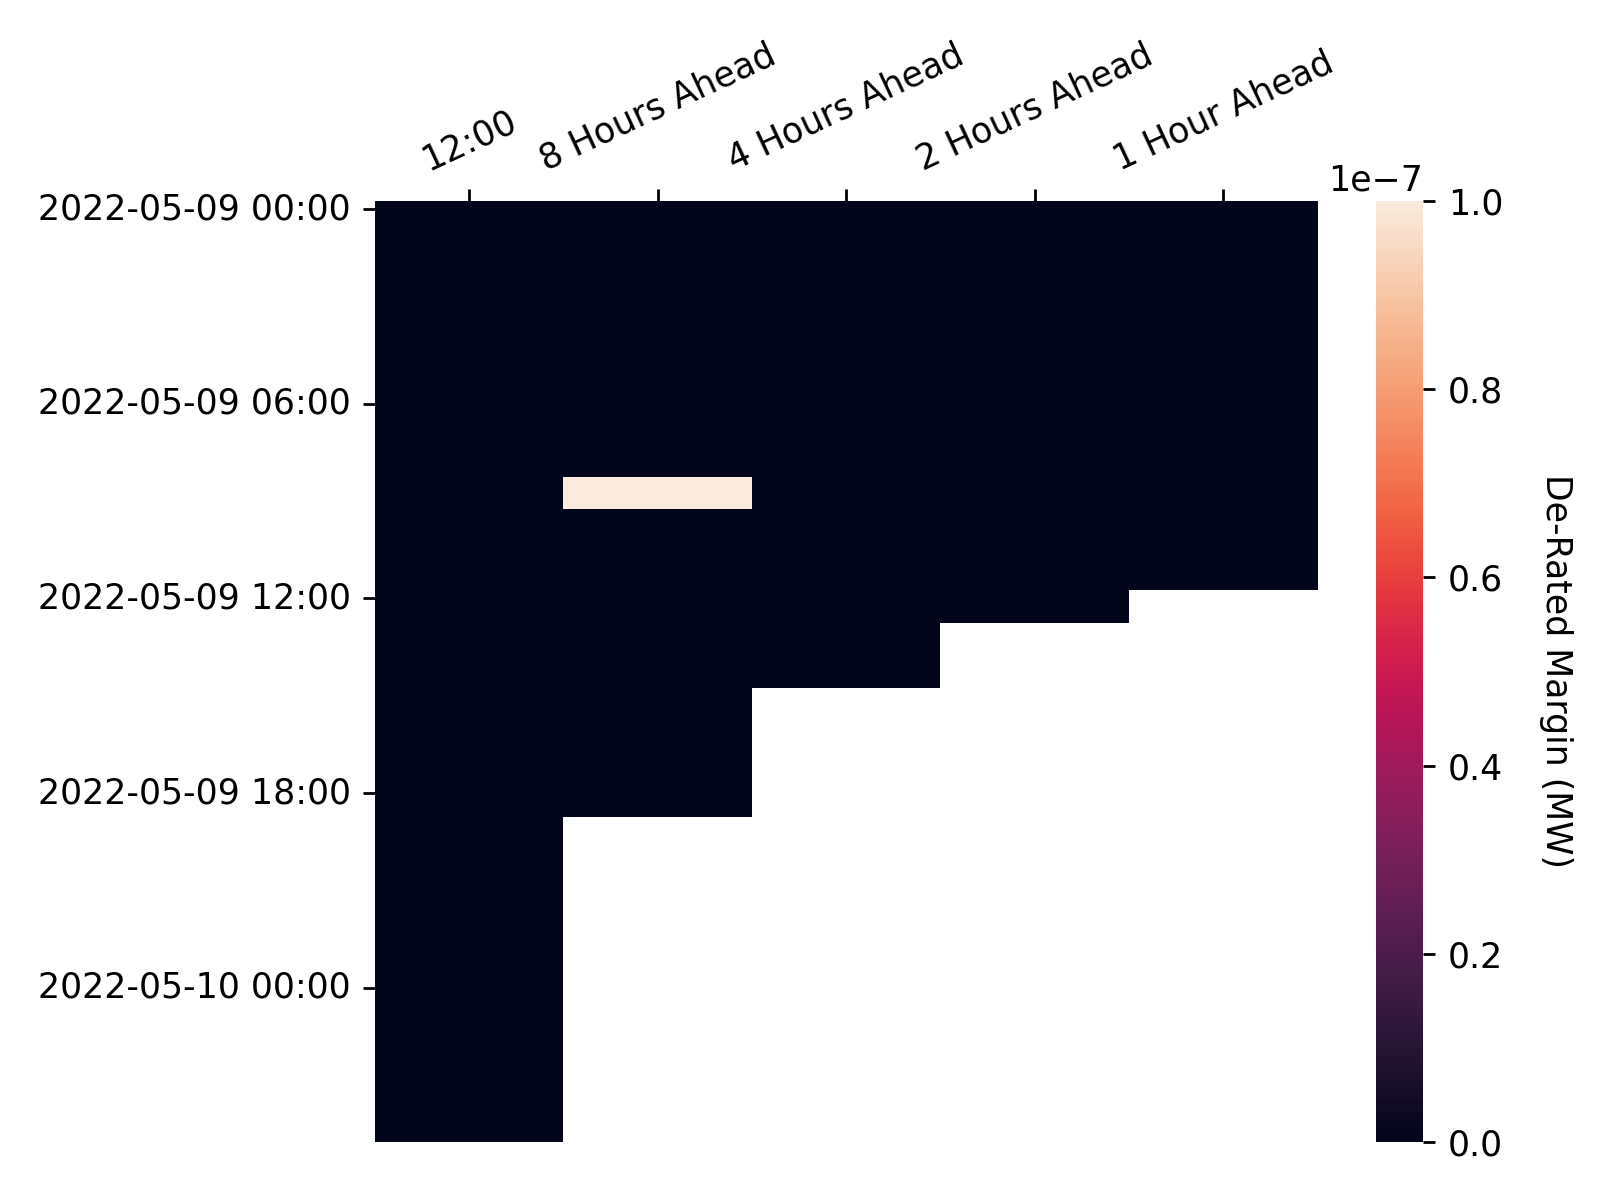 12:00
8 Hours Ahead
4 Hours Ahead
2 Hours Ahead
1 Hour Ahead
2022-05-09 00:00
2022-05-09 06:00
2022-05-09 12:00
2022-05-09 18:00
2022-05-10 00:00
1e−7
1.0
0.8
0.6
0.4
0.2
0.0
De-Rated Margin (MW)